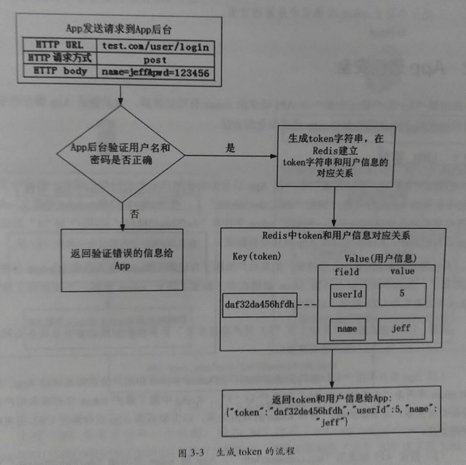 App发送请求到App后台
HTTP URL test.com/user/login
HTTP 请求方式 post
HTTP body name=jeff&pwd=123456
App后台验证用户名和
密码是否正确
是
生成token字符串，在
Redis建立
token字符串和用户信息的
对应关系
否
返回验证错误的信息给
App
Redis中token和用户信息对应关系
Key(token) Value(用户信息)
field value
daf32da456hfdh
userId 5
name jeff
返回token和用户信息给App:
{"token":"daf32da456hfdh","userId":5,"name":
"jeff"}
图 3-3 生成 token 的流程